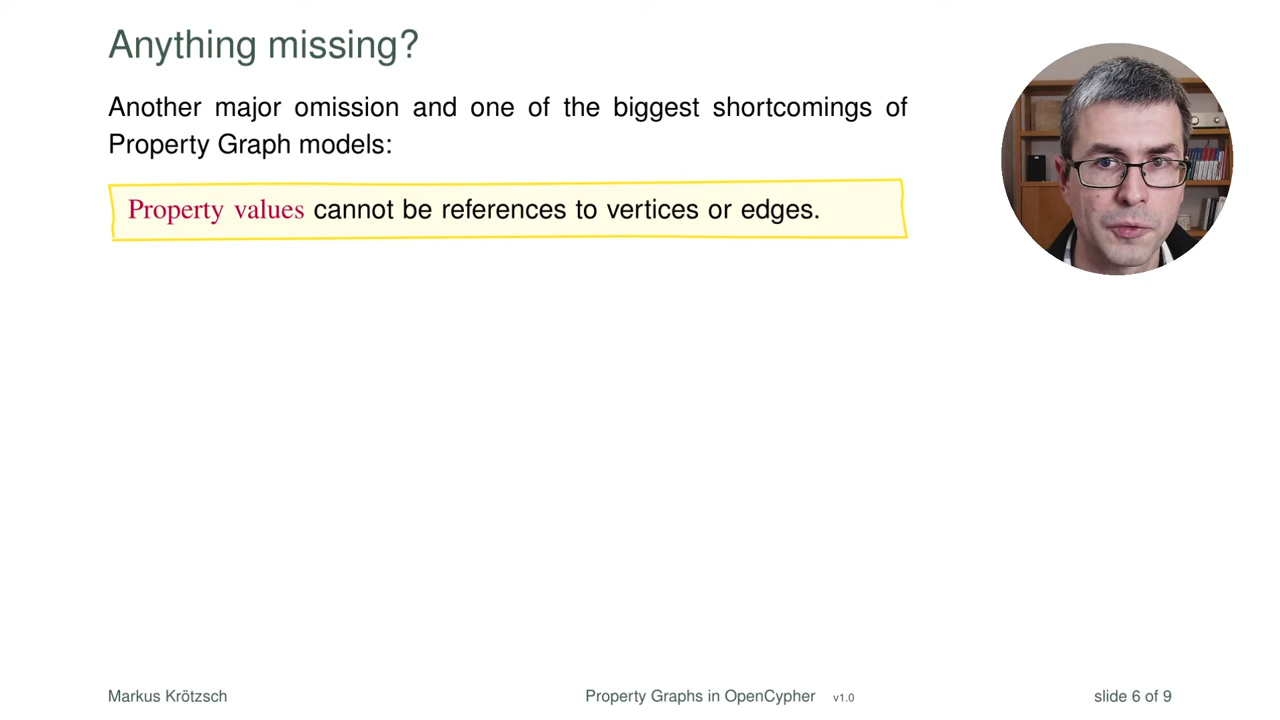 Anything missing?
Another major omission and one of the biggest shortcomings of
Property Graph models:
Property values cannot be references to vertices or edges.
Markus Krötzsch
Property Graphs in OpenCypher v1.0
slide 6 of 9